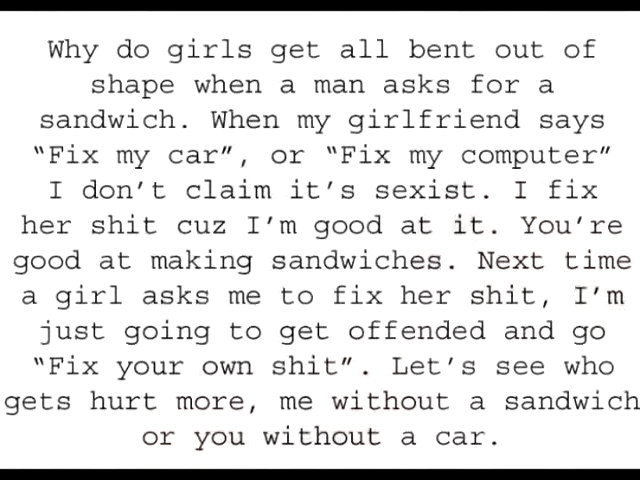 Why do girls get all bent out of
shape when a man asks for a
sandwich. When my girlfriend says
“Fix my car”, or “Fix my computer”
I don’t claim it’s sexist. I fix
her shit cuz I’m good at it. You’re
good at making sandwiches. Next time
a girl asks me to fix her shit, I’m
just going to get offended and go
“Fix your own shit”. Let’s see who
gets hurt more, me without a sandwich
or you without a car.